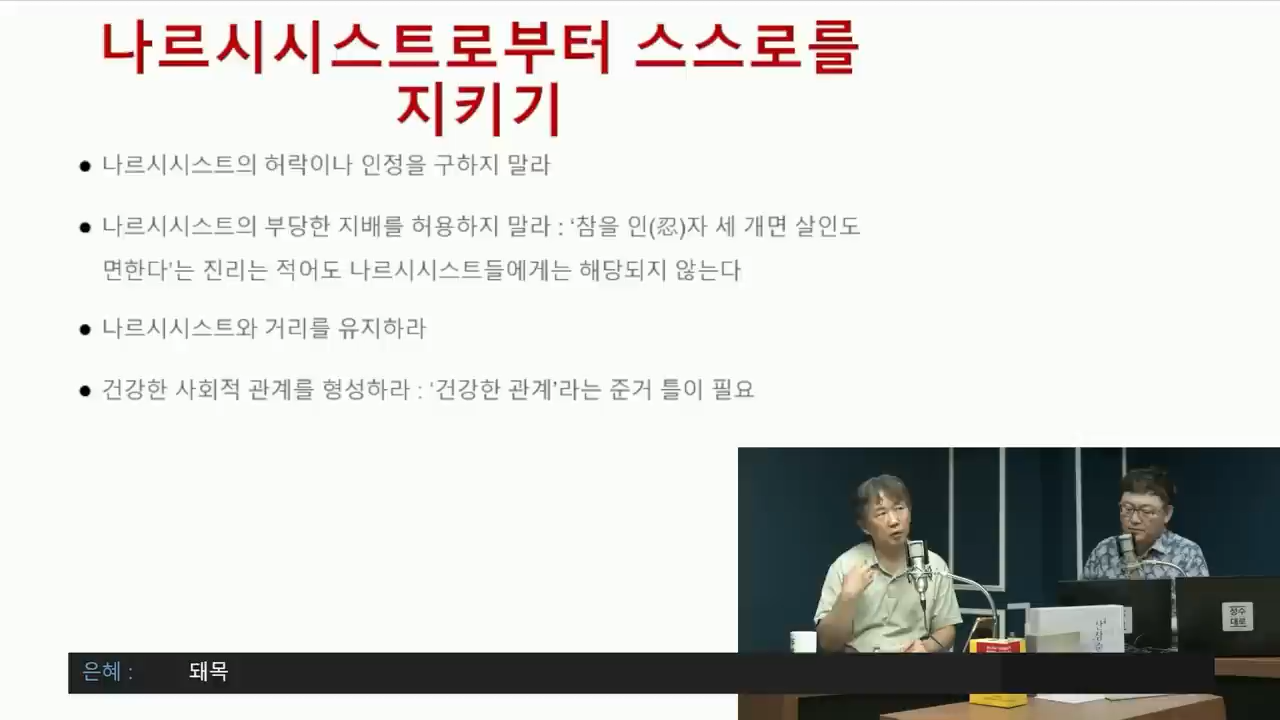 나르시시스트로부터 스스로를
지키기
● 나르시시스트의 허락이나 인정을 구하지 말라
● 나르시시스트의 부당한 지배를 허용하지 말라 : ‘참을 인(忍)자 세 개면 살인도
면한다’는 진리는 적어도 나르시시스트들에게는 해당되지 않는다
● 나르시시스트와 거리를 유지하라
● 건강한 사회적 관계를 형성하라 : ‘건강한 관계’라는 준거 틀이 필요
정수
대로
은혜 : 돼목